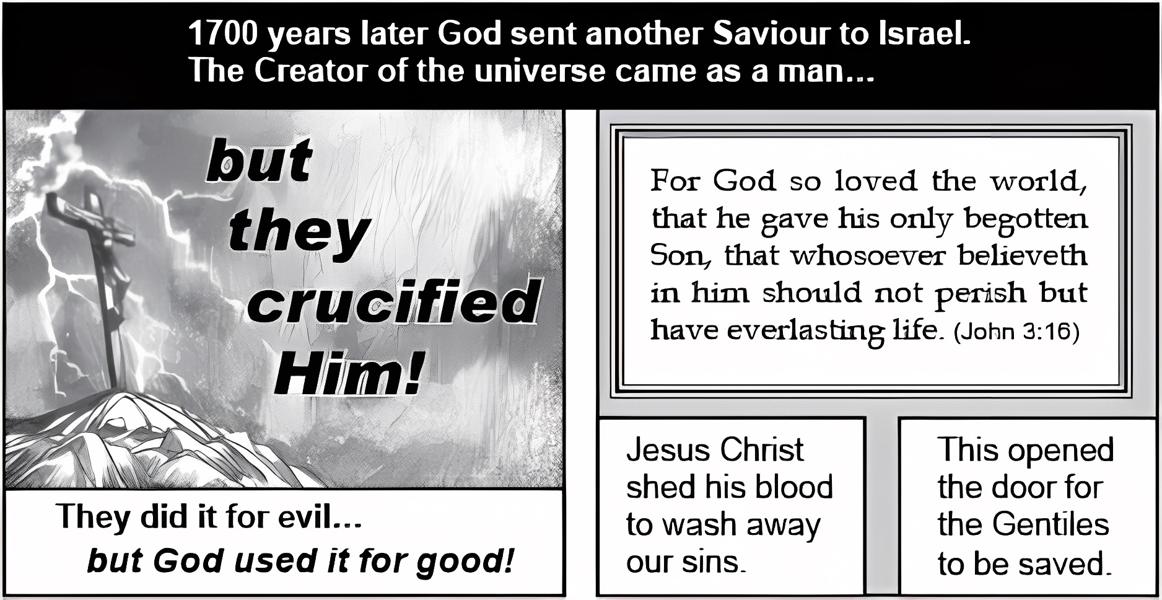 1700 years later God sent another Saviour to Israel.
The Creator of the universe came as a man...
but
they
crucified
Him!
They did it for evil...
but God used it for good!
For God so loved the world,
that he gave his only begotten
Son, that whosoever believeth
in him should not perish but
have everlasting life. (John 3:16)
Jesus Christ
shed his blood
to wash away
our sins.
This opened
the door for
the Gentiles
to be saved.